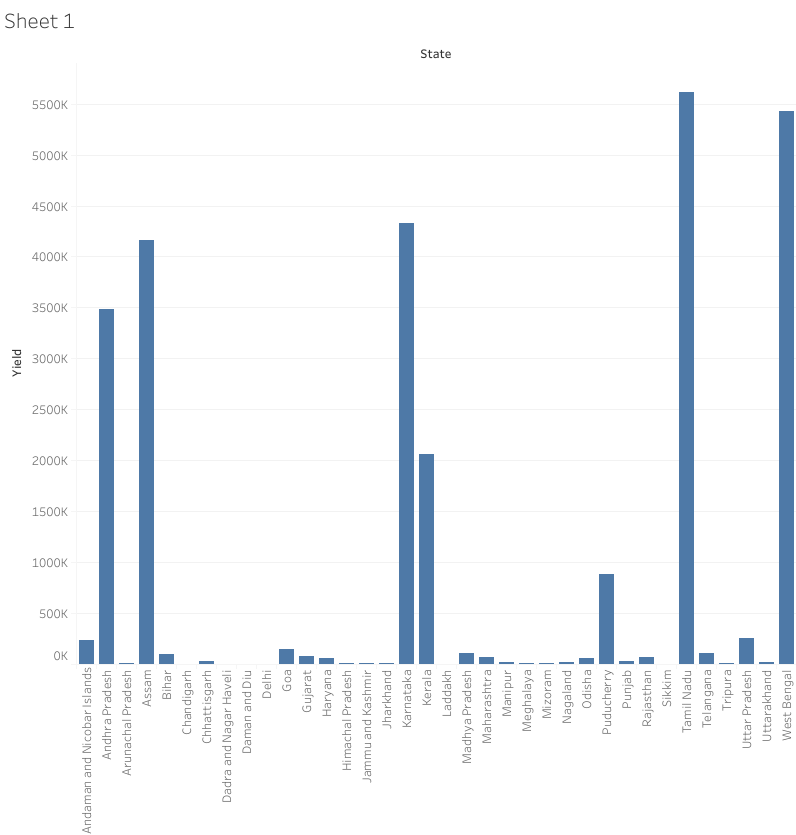 Sheet 1
State
Yield
5500K
5000K
4500K
4000K
3500K
3000K
2500K
2000K
1500K
1000K
500K
0K
Andaman and Nicobar Islands
Andhra Pradesh
Arunachal Pradesh
Assam
Bihar
Chandigarh
Chhattisgarh
Dadra and Nagar Haveli
Daman and Diu
Delhi
Goa
Gujarat
Haryana
Himachal Pradesh
Jammu and Kashmir
Jharkhand
Karnataka
Kerala
Laddakh
Madhya Pradesh
Maharashtra
Manipur
Meghalaya
Mizoram
Nagaland
Odisha
Puducherry
Punjab
Rajasthan
Sikkim
Tamil Nadu
Telangana
Tripura
Uttar Pradesh
Uttarakhand
West Bengal